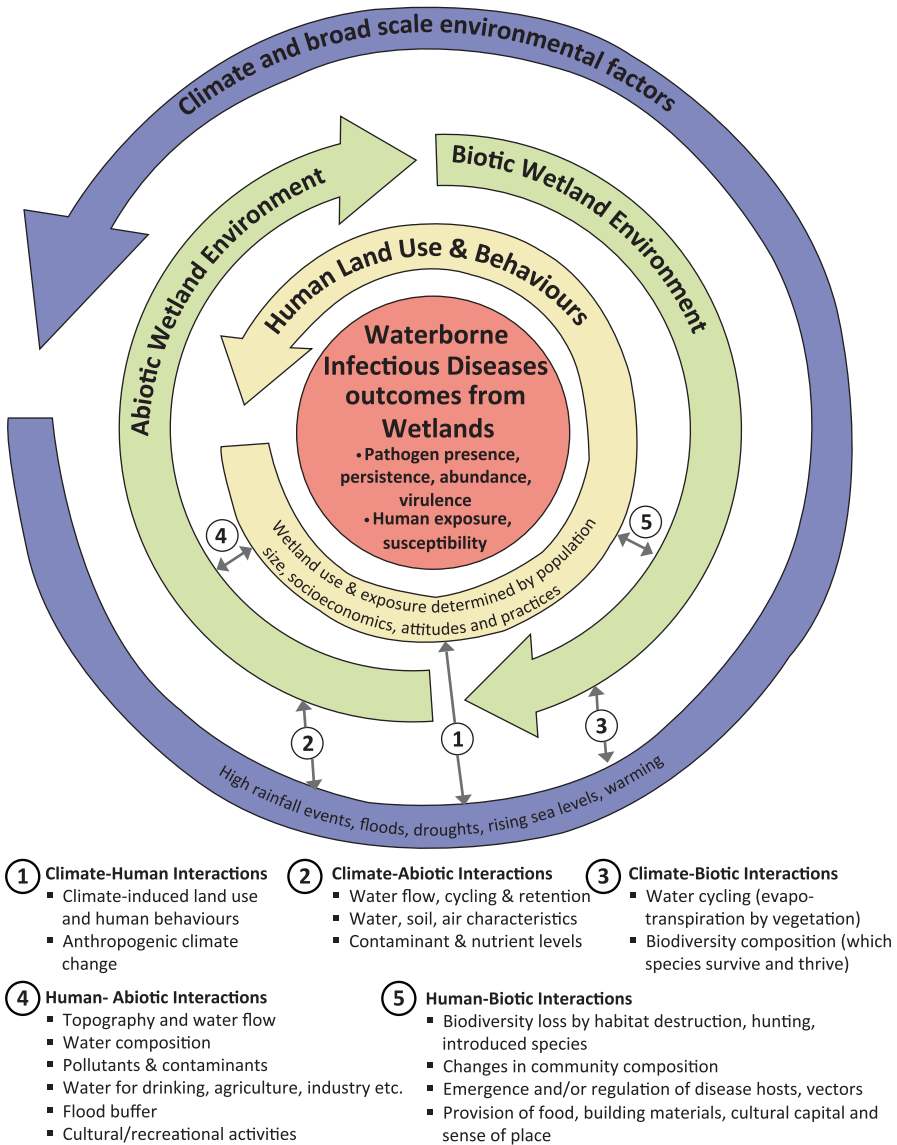 Climate and broad scale environmental factors
Abiotic Wetland Environment
Biotic Wetland Environment
Human Land Use & Behaviours
Waterborne
Infectious Diseases
outcomes from
Wetlands
• Pathogen presence,
persistence, abundance,
virulence
• Human exposure,
susceptibility
4
5
Wetland use & exposure determined by population
size, socioeconomics, attitudes and practices
2
1
3
High rainfall events, floods, droughts, rising sea levels, warming
1 Climate-Human Interactions
▪ Climate-induced land use
and human behaviours
▪ Anthropogenic climate
change
2 Climate-Abiotic Interactions
▪ Water flow, cycling & retention
▪ Water, soil, air characteristics
▪ Contaminant & nutrient levels
3 Climate-Biotic Interactions
▪ Water cycling (evapo-
transpiration by vegetation)
▪ Biodiversity composition (which
species survive and thrive)
4 Human- Abiotic Interactions
▪ Topography and water flow
▪ Water composition
▪ Pollutants & contaminants
▪ Water for drinking, agriculture, industry etc.
▪ Flood buffer
▪ Cultural/recreational activities
5 Human-Biotic Interactions
▪ Biodiversity loss by habitat destruction, hunting,
introduced species
▪ Changes in community composition
▪ Emergence and/or regulation of disease hosts, vectors
▪ Provision of food, building materials, cultural capital and
sense of place